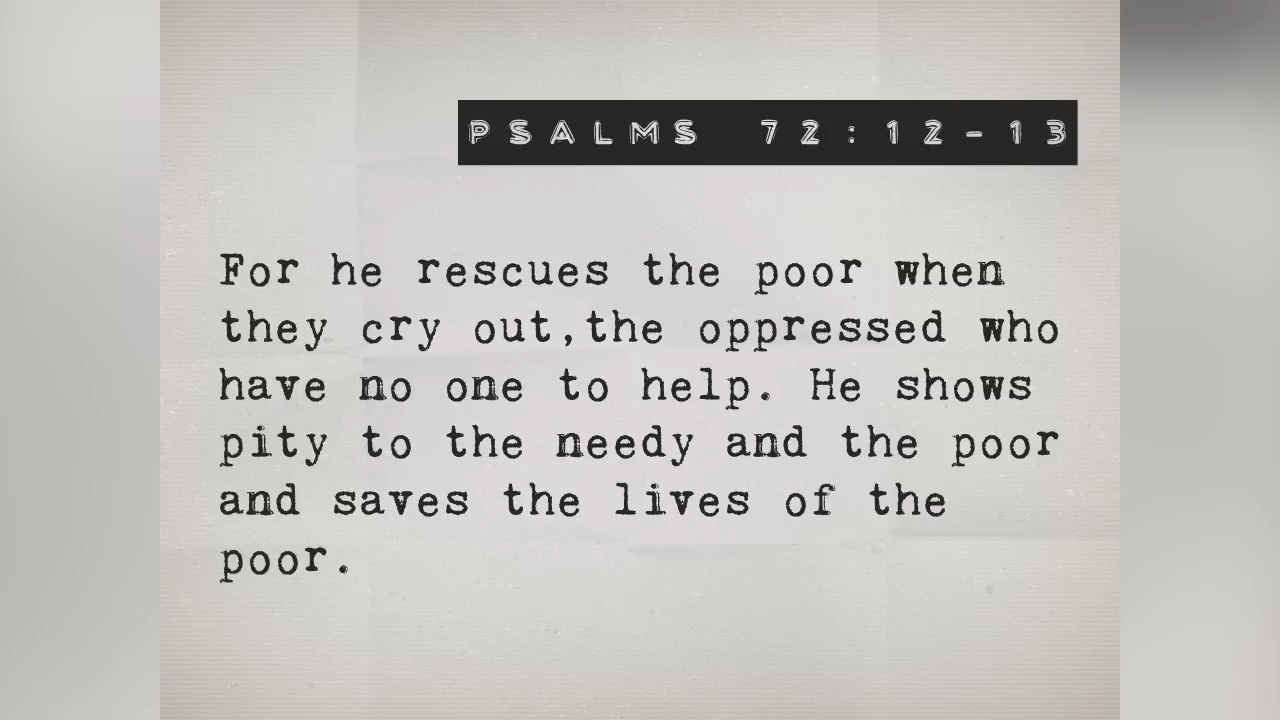 PSALMS 72:12-13
For he rescues the poor when
they cry out,the oppressed who
have no one to help. He shows
pity to the needy and the poor
and saves the lives of the
poor.